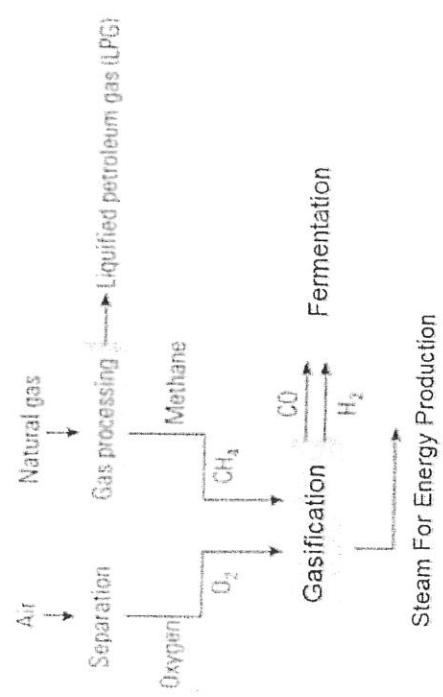 Air
Natural gas
Separation
Gas processing
Liquified petroleum gas (LPG)
Oxygen
Methane
O₂
CH₄
Gasification
CO
H₂
Fermentation
Steam For Energy Production